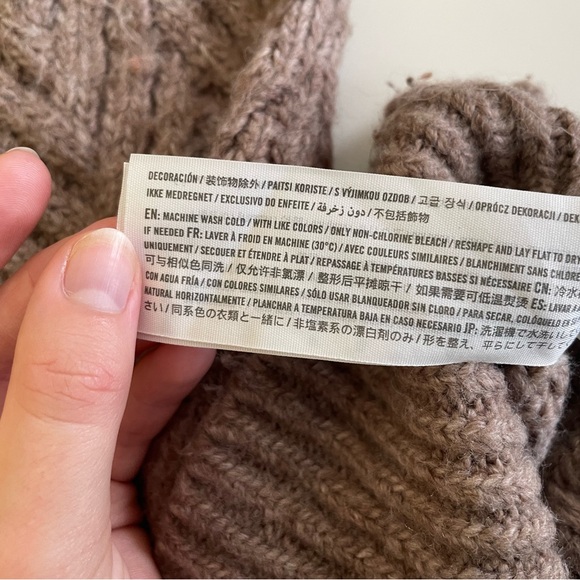 DECORACIÓN / 装饰物除外 / PAITSI KORISTE / S VÝJIMKOU OZDOB / 고급 장식 / OPRÓCZ DEKORACJI / DEK
IKKE MEDREGNET / EXCLUSIVO DO ENFEITE / دون زخرفة / 不包括飾物
EN: MACHINE WASH COLD / WITH LIKE COLORS / ONLY NON-CHLORINE BLEACH / RESHAPE AND LAY FLAT TO DRY
IF NEEDED FR: LAVER À FROID EN MACHINE (30°C) / AVEC COULEURS SIMILAIRES / BLANCHIMENT SANS CHLOR
UNIQUEMENT / SECOUER ET ÉTENDRE À PLAT / REPASSAGE À TEMPÉRATURES BASSES SI NÉCESSAIRE CN: 冷水
可与相似色同洗 / 仅允许非氯漂 / 整形后平摊晾干 / 如果需要可低温熨烫 ES: LAVAR A
CON AGUA FRÍA / CON COLORES SIMILARES / SÓLO USAR BLANQUEADOR SIN CLORO / PARA SECAR, COLÓQUELO E
NATURAL HORIZONTALMENTE / PLANCHAR A TEMPERATURA BAJA EN CASO NECESARIO JP: 洗濯機で水洗いして
さい / 同系色の衣類と一緒に / 非塩素系の漂白剤のみ / 形を整え、平らにして干し